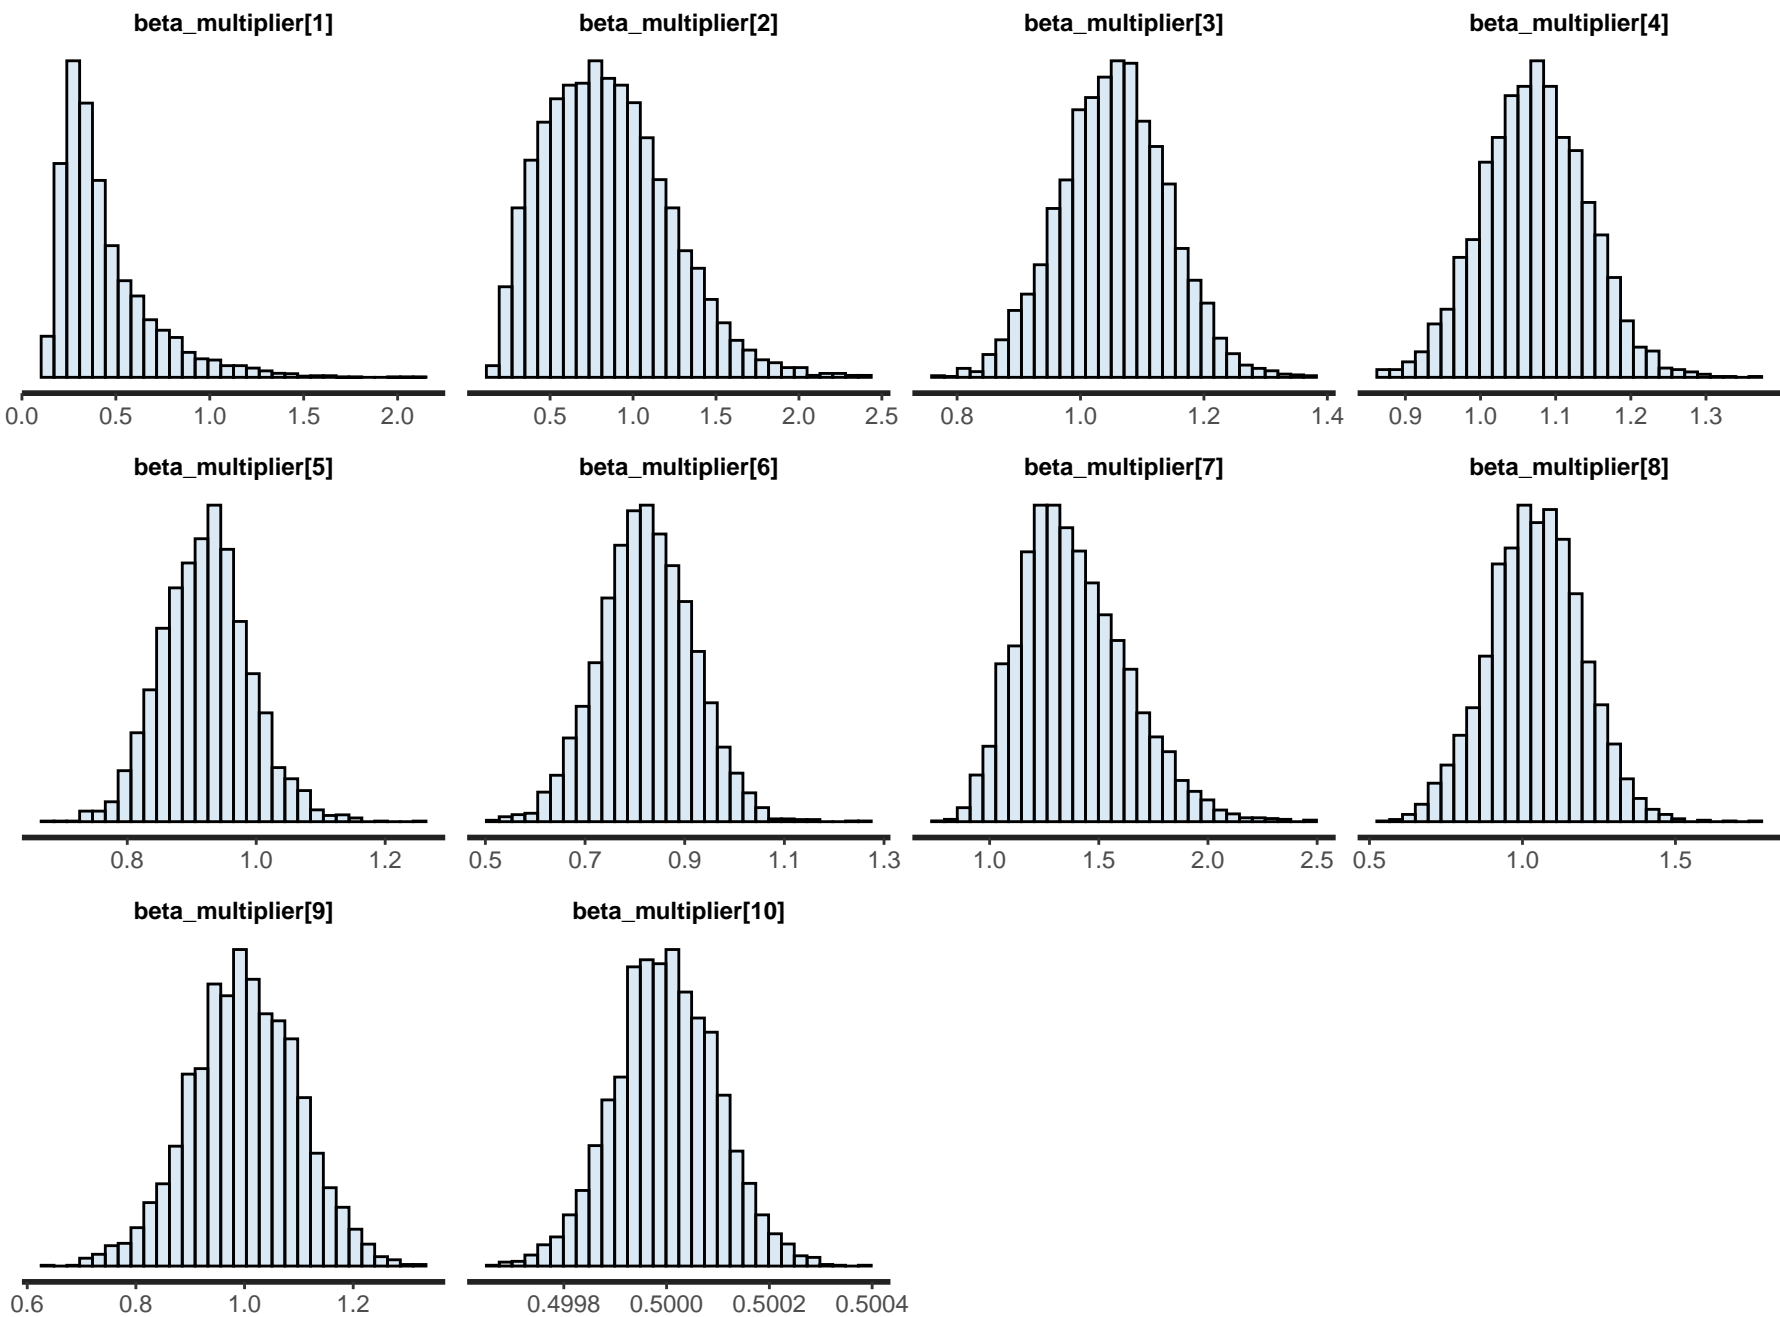 beta_multiplier[1] beta_multiplier[2] beta_multiplier[3] beta_multiplier[4]
0.0 0.5 1.0 1.5 2.0 0.5 1.0 1.5 2.0 2.5 0.8 1.0 1.2 1.4 0.9 1.0 1.1 1.2 1.3
beta_multiplier[5] beta_multiplier[6] beta_multiplier[7] beta_multiplier[8]
0.8 1.0 1.2 0.5 0.7 0.9 1.1 1.3 1.0 1.5 2.0 2.5 0.5 1.0 1.5
beta_multiplier[9] beta_multiplier[10]
0.6 0.8 1.0 1.2 0.4998 0.5000 0.5002 0.5004